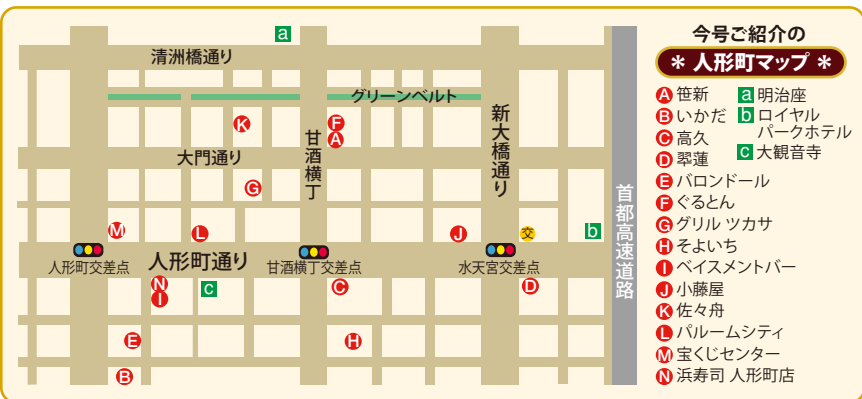 a
清洲橋通り
グリーンベルト
K
F
A
甘酒横丁
新大橋通り
大門通り
G
首都高速道路
M
L
J
交
b
人形町交差点
人形町通り
甘酒横丁交差点
水天宮交差点
N
I
c
C
D
E
H
B
今号ご紹介の
＊人形町マップ＊
A 笹新
B いかだ
C 高久
D 翠蓮
E バロンドール
F ぐるとん
G グリル ツカサ
H そよいち
I ベイスメントバー
J 小藤屋
K 佐々舟
L パルームシティ
M 宝くじセンター
N 浜寿司 人形町店
a 明治座
b ロイヤル
パークホテル
c 大観音寺